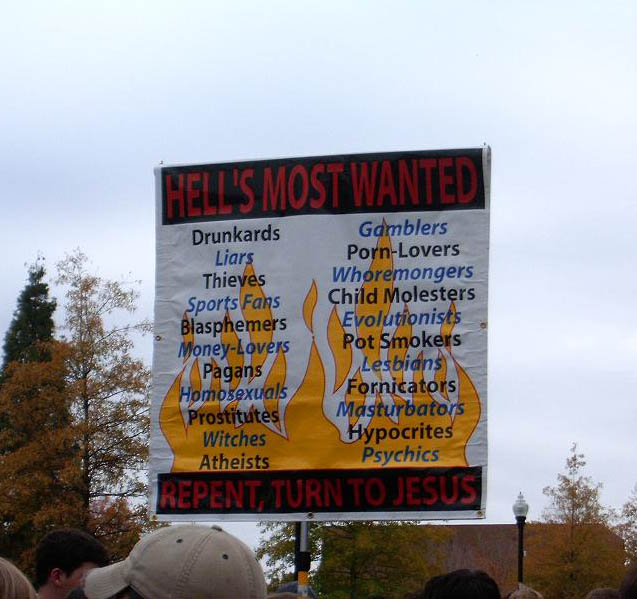 HELL'S MOST WANTED
Drunkards
Liars
Thieves
Sports Fans
Blasphemers
Money-Lovers
Pagans
Homosexuals
Prostitutes
Witches
Atheists
Gamblers
Porn-Lovers
Whoremongers
Child Molesters
Evolutionists
Pot Smokers
Lesbians
Fornicators
Masturbators
Hypocrites
Psychics
REPENT, TURN TO JESUS